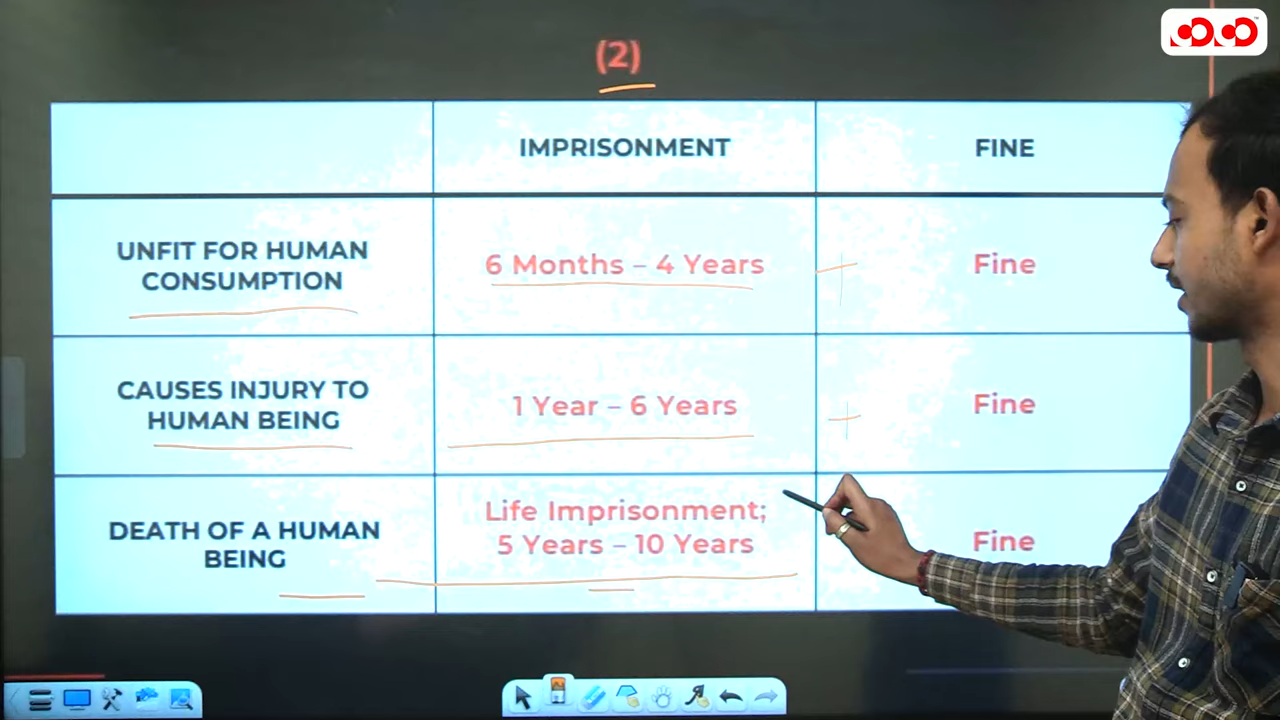 (2)
IMPRISONMENT
FINE
UNFIT FOR HUMAN
CONSUMPTION
6 Months – 4 Years
+
Fine
CAUSES INJURY TO
HUMAN BEING
1 Year – 6 Years
+
Fine
DEATH OF A HUMAN
BEING
Life Imprisonment;
5 Years – 10 Years
Fine